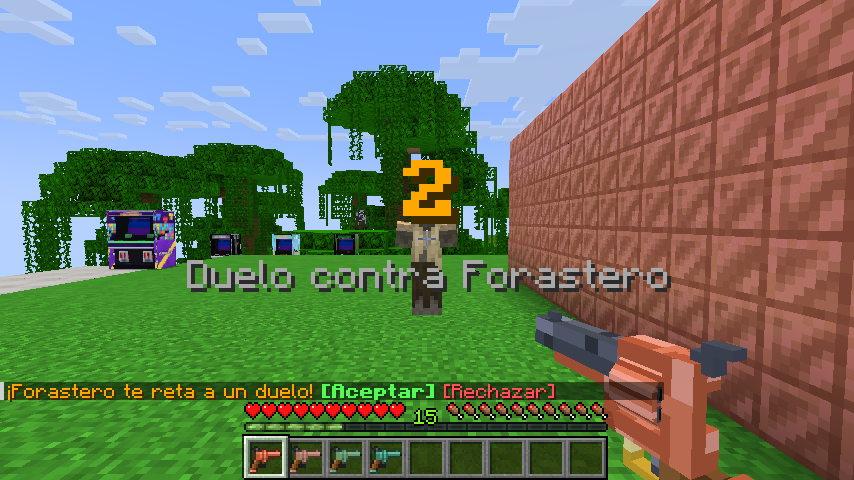 2
Duelo contra Forastero
¡Forastero te reta a un duelo! [Aceptar] [Rechazar]
15